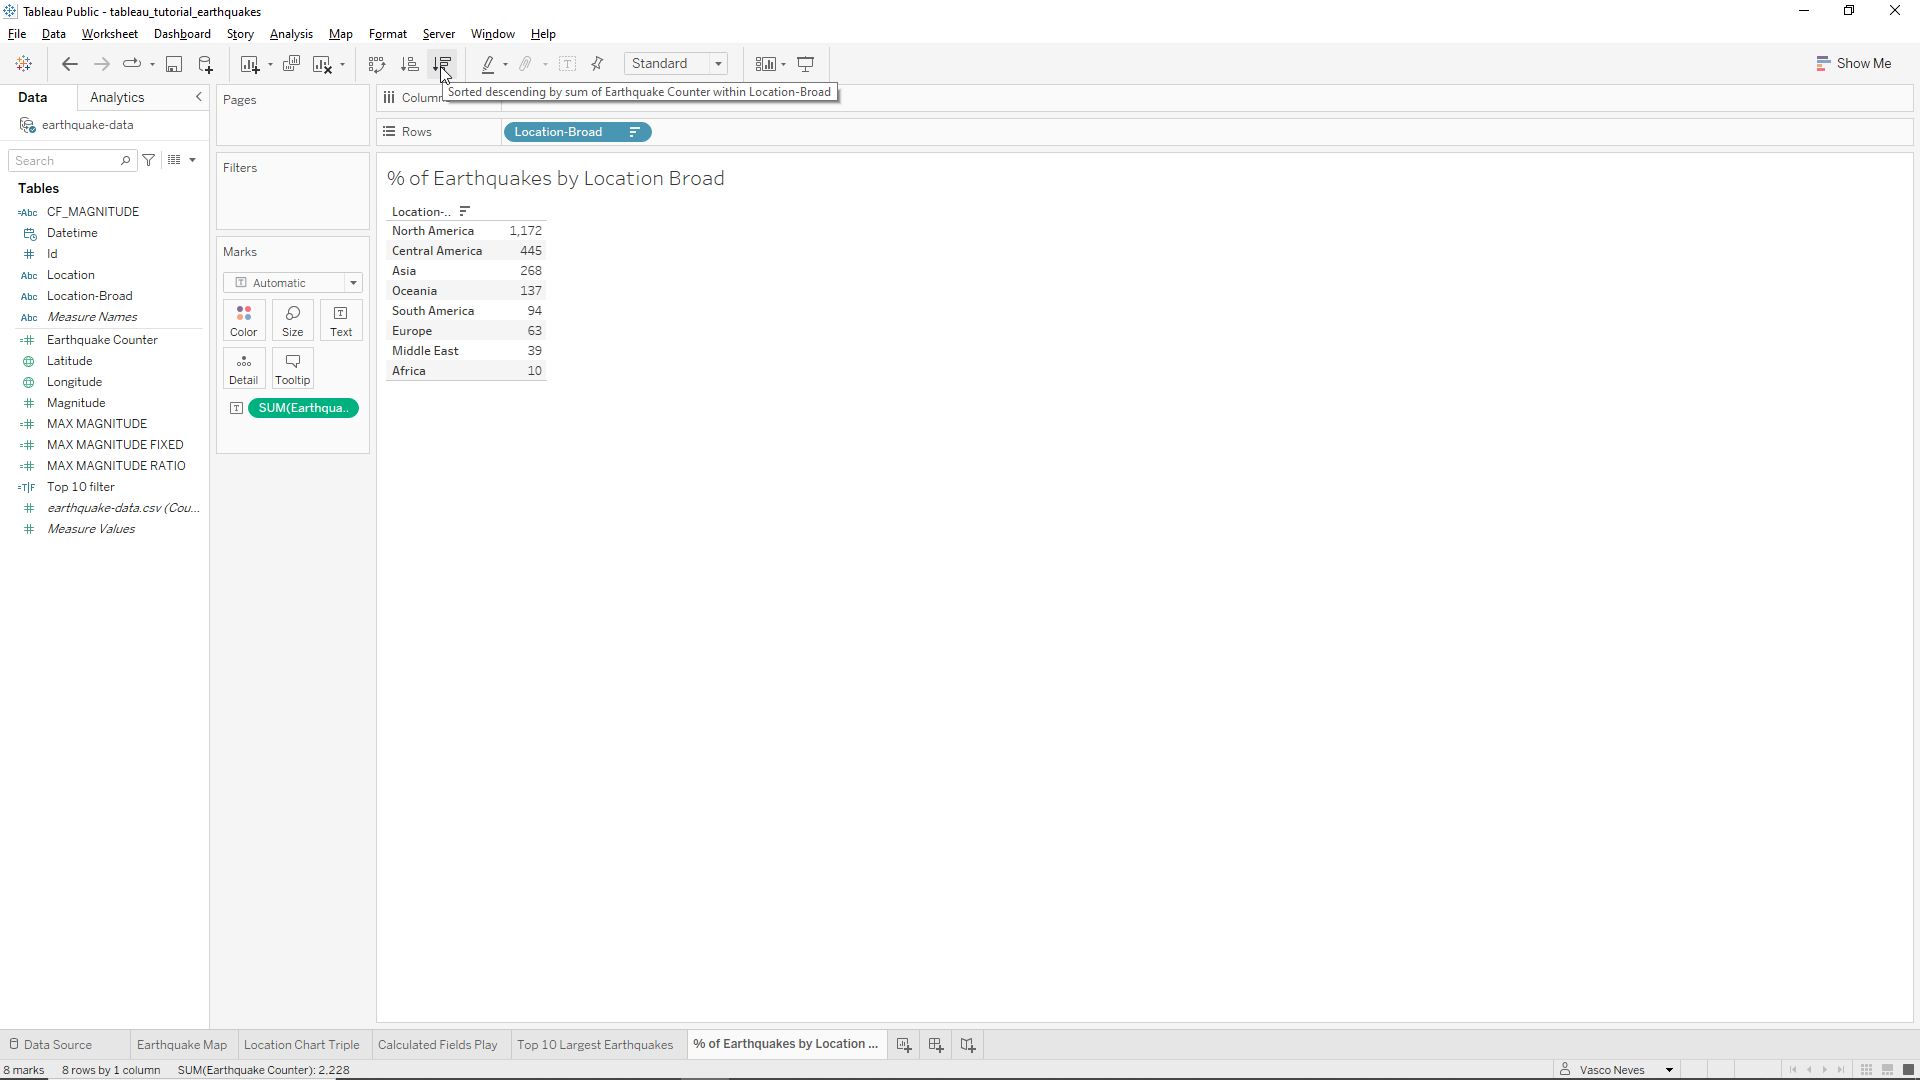 Tableau Public - tableau_tutorial_earthquakes
File Data Worksheet Dashboard Story Analysis Map Format Server Window Help
Standard
Show Me
Sorted descending by sum of Earthquake Counter within Location-Broad
Data Analytics
earthquake-data
Search
Tables
=Abc CF_MAGNITUDE
Datetime
# Id
Abc Location
Abc Location-Broad
Abc Measure Names
=# Earthquake Counter
Latitude
Longitude
# Magnitude
=# MAX MAGNITUDE
=# MAX MAGNITUDE FIXED
=# MAX MAGNITUDE RATIO
=T|F Top 10 filter
# earthquake-data.csv (Cou...
# Measure Values
Pages
Filters
Marks
T Automatic
Color Size Text
Detail Tooltip
T SUM(Earthqua..
Rows Location-Broad
% of Earthquakes by Location Broad
Location-..
North America 1,172
Central America 445
Asia 268
Oceania 137
South America 94
Europe 63
Middle East 39
Africa 10
Data Source Earthquake Map Location Chart Triple Calculated Fields Play Top 10 Largest Earthquakes % of Earthquakes by Location ...
8 marks 8 rows by 1 column SUM(Earthquake Counter): 2,228 Vasco Neves